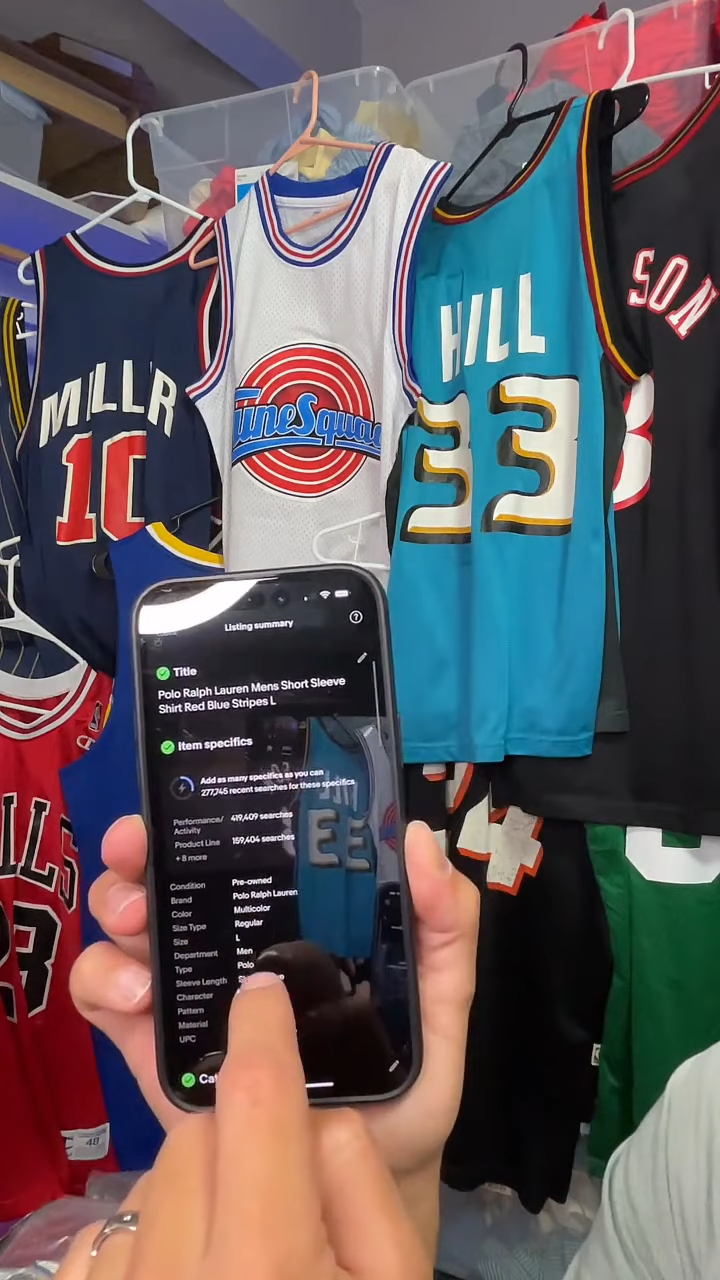 MILLR
10
TuneSquad
HILL
33
SON
3
LLS
23
48
4
Listing summary
Title
Polo Ralph Lauren Mens Short Sleeve
Shirt Red Blue Stripes L
Item specifics
Add as many specifics as you can
277,745 recent searches for these specifics
Performance/
Activity
419,409 searches
Product Line
159,404 searches
+ 8 more
Condition
Pre-owned
Brand
Polo Ralph Lauren
Color
Multicolor
Size Type
Regular
Size
L
Department
Men
Type
Polo
Sleeve Length
Character
Pattern
Material
UPC